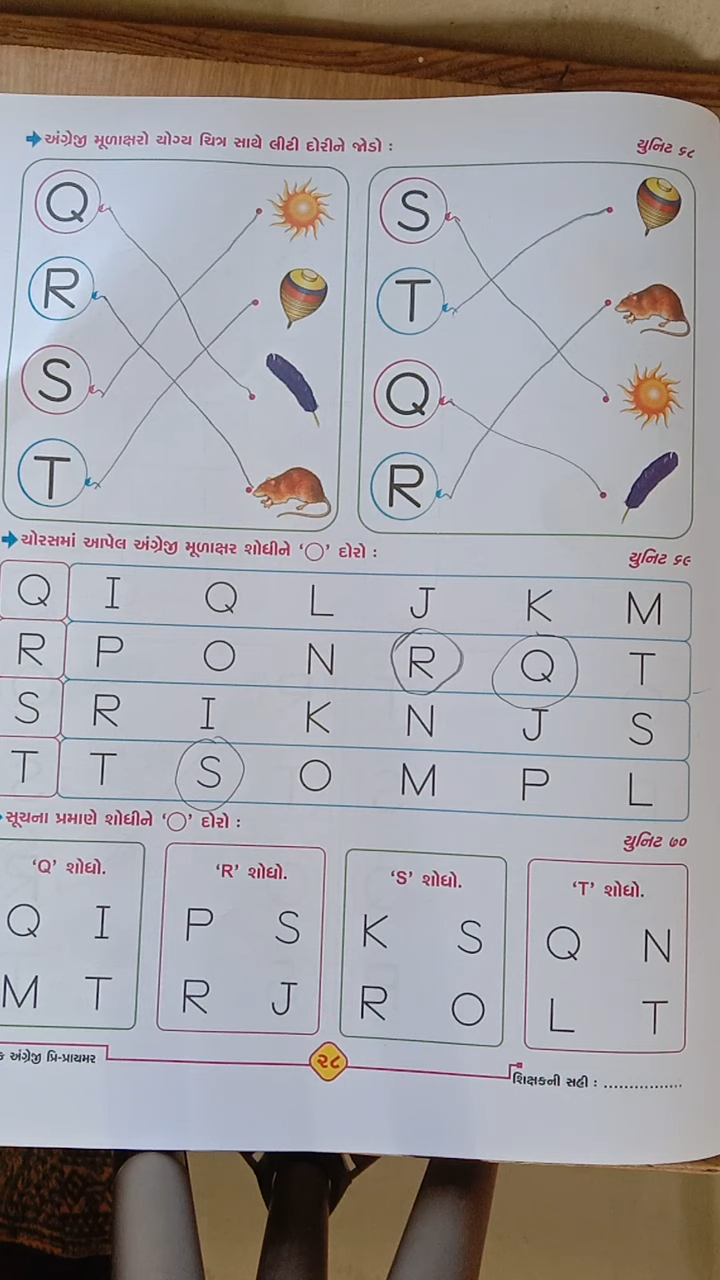 અંગ્રેજી મૂળાક્ષરો યોગ્ય ચિત્ર સાથે લીટી દોરીને જોડો : યુનિટ ૬૮
Q S
R T
S Q
T R
ચોરસમાં આપેલ અંગ્રેજી મૂળાક્ષર શોધીને ‘○’ દોરો : યુનિટ ૬૯
Q I Q L J K M
R P O N R Q T
S R I K N J S
T T S O M P L
સૂચના પ્રમાણે શોધીને ‘○’ દોરો : યુનિટ ૭૦
‘Q’ શોધો. ‘R’ શોધો. ‘S’ શોધો. ‘T’ શોધો.
Q I P S K S Q N
M T R J R O L T
અંગ્રેજી પ્રિ-પ્રાયમર ૨૮ શિક્ષકની સહી : ................